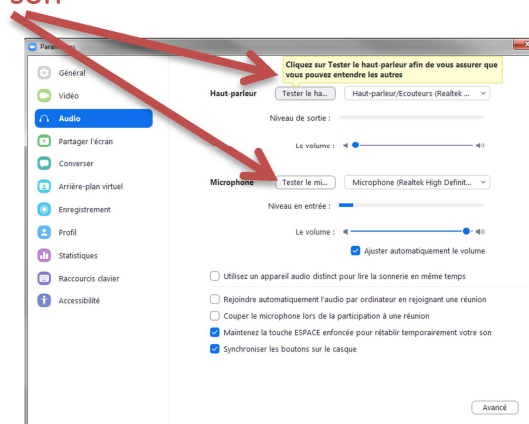 son
Paramètres
Cliquez sur Tester le haut-parleur afin de vous assurer que
vous pouvez entendre les autres
Général
Vidéo
Audio
Partager l'écran
Converser
Arrière-plan virtuel
Enregistrement
Profil
Statistiques
Raccourcis clavier
Accessibilité
Haut-parleur
Tester le ha...
Haut-parleur/Ecouteurs (Realtek ...
Niveau de sortie :
Le volume :
Microphone
Tester le mi...
Microphone (Realtek High Definit...
Niveau en entrée :
Le volume :
Ajuster automatiquement le volume
Utilisez un appareil audio distinct pour lire la sonnerie en même temps
Rejoindre automatiquement l'audio par ordinateur en rejoignant une réunion
Couper le microphone lors de la participation à une réunion
Maintenez la touche ESPACE enfoncée pour rétablir temporairement votre son
Synchroniser les boutons sur le casque
Avancé